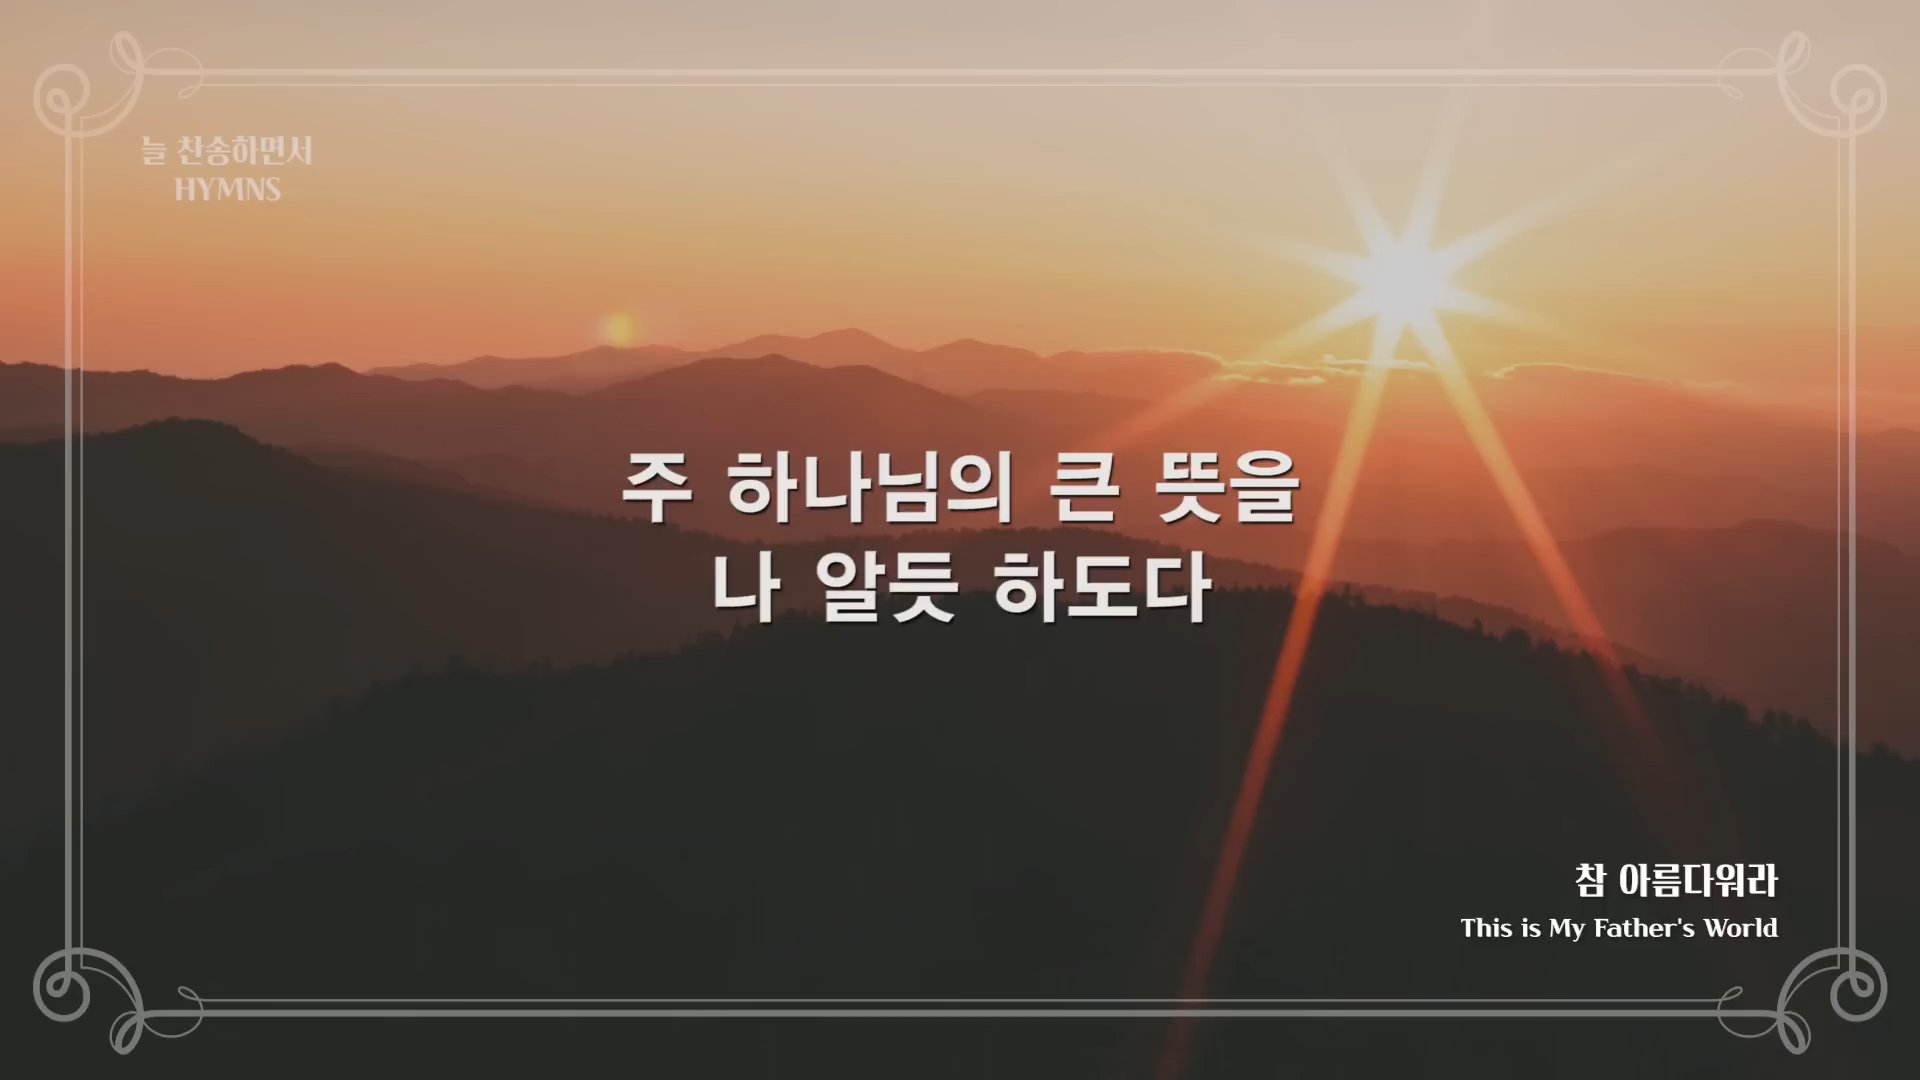 늘 찬송하면서
HYMNS
주 하나님의 큰 뜻을
나 알듯 하도다
참 아름다워라
This is My Father's World